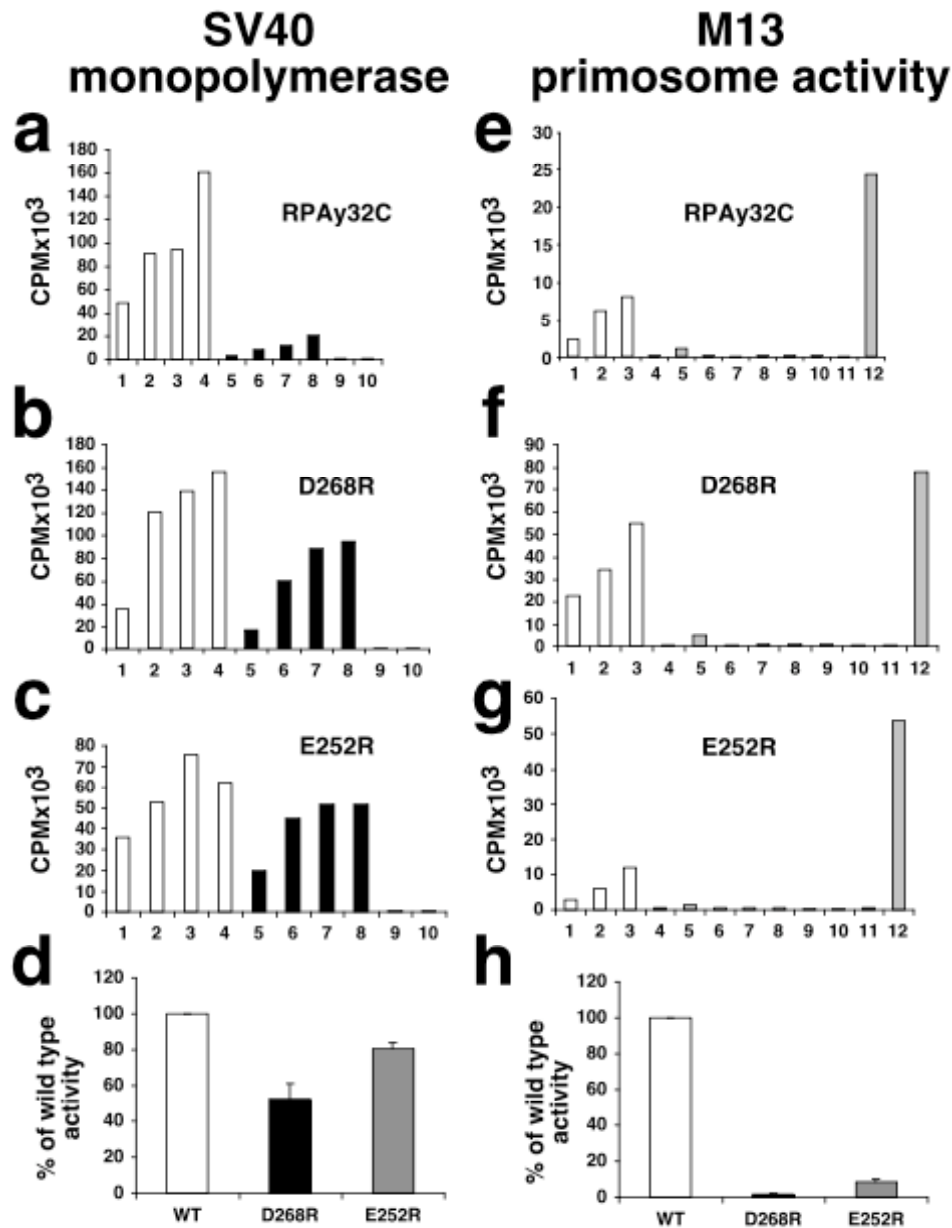 SV40
monopolymerase
M13
primosome activity
a
180
160
140
120
100
80
60
40
20
0
CPMx10³
RPAy32C
1 2 3 4 5 6 7 8 9 10
e
30
25
20
15
10
5
0
CPMx10³
RPAy32C
1 2 3 4 5 6 7 8 9 10 11 12
b
180
160
140
120
100
80
60
40
20
0
CPMx10³
D268R
1 2 3 4 5 6 7 8 9 10
f
90
80
70
60
50
40
30
20
10
0
CPMx10³
D268R
1 2 3 4 5 6 7 8 9 10 11 12
c
80
70
60
50
40
30
20
10
0
CPMx10³
E252R
1 2 3 4 5 6 7 8 9 10
g
60
50
40
30
20
10
0
CPMx10³
E252R
1 2 3 4 5 6 7 8 9 10 11 12
d
120
100
80
60
40
20
0
% of wild type
activity
WT D268R E252R
h
120
100
80
60
40
20
0
% of wild type
activity
WT D268R E252R